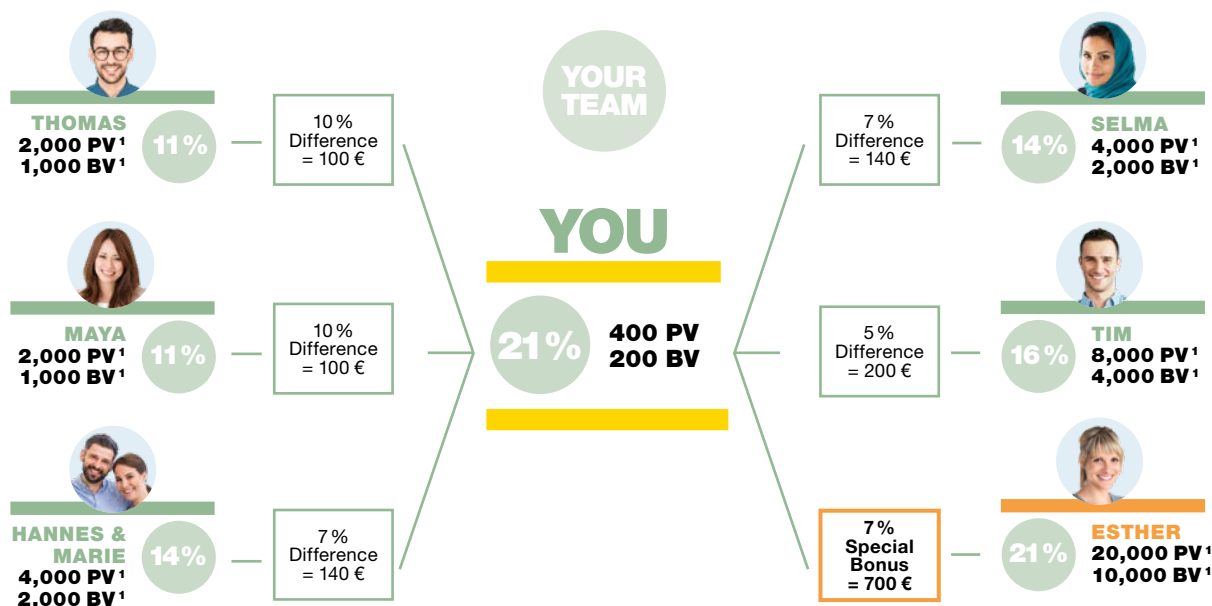 YOUR
TEAM
THOMAS
2,000 PV¹
1,000 BV¹
11%
10 %
Difference
= 100 €
MAYA
2,000 PV¹
1,000 BV¹
11%
10 %
Difference
= 100 €
HANNES &
MARIE
4,000 PV¹
2.000 BV¹
14%
7 %
Difference
= 140 €
YOU
21%
400 PV
200 BV
7 %
Difference
= 140 €
14%
SELMA
4,000 PV¹
2,000 BV¹
5 %
Difference
= 200 €
16%
TIM
8,000 PV¹
4,000 BV¹
7 %
Special
Bonus
= 700 €
21%
ESTHER
20,000 PV¹
10,000 BV¹